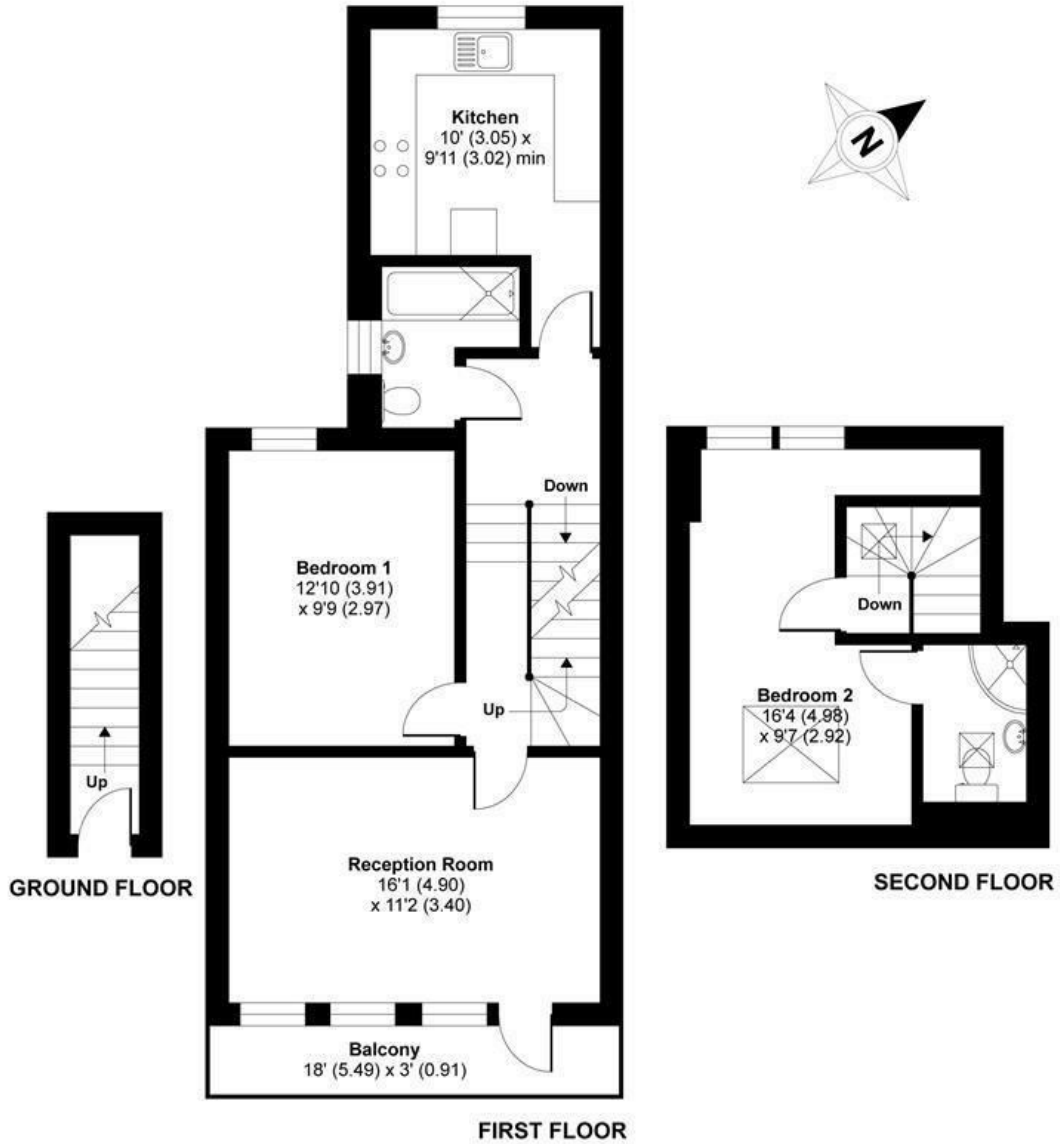 Kitchen
10' (3.05) x
9'11 (3.02) min
N
Down
Bedroom 1
12'10 (3.91)
x 9'9 (2.97)
Up
Reception Room
16'1 (4.90)
x 11'2 (3.40)
Balcony
18' (5.49) x 3' (0.91)
FIRST FLOOR
Up
GROUND FLOOR
Down
Bedroom 2
16'4 (4.98)
x 9'7 (2.92)
SECOND FLOOR